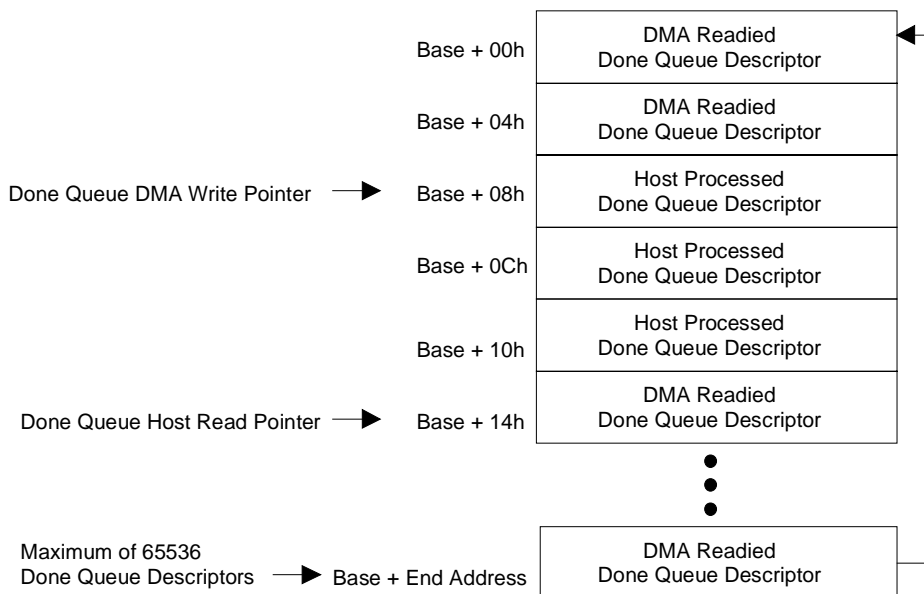 Base + 00h
DMA Readied
Done Queue Descriptor
Base + 04h
DMA Readied
Done Queue Descriptor
Done Queue DMA Write Pointer
Base + 08h
Host Processed
Done Queue Descriptor
Base + 0Ch
Host Processed
Done Queue Descriptor
Base + 10h
Host Processed
Done Queue Descriptor
Done Queue Host Read Pointer
Base + 14h
DMA Readied
Done Queue Descriptor
Maximum of 65536
Done Queue Descriptors
Base + End Address
DMA Readied
Done Queue Descriptor